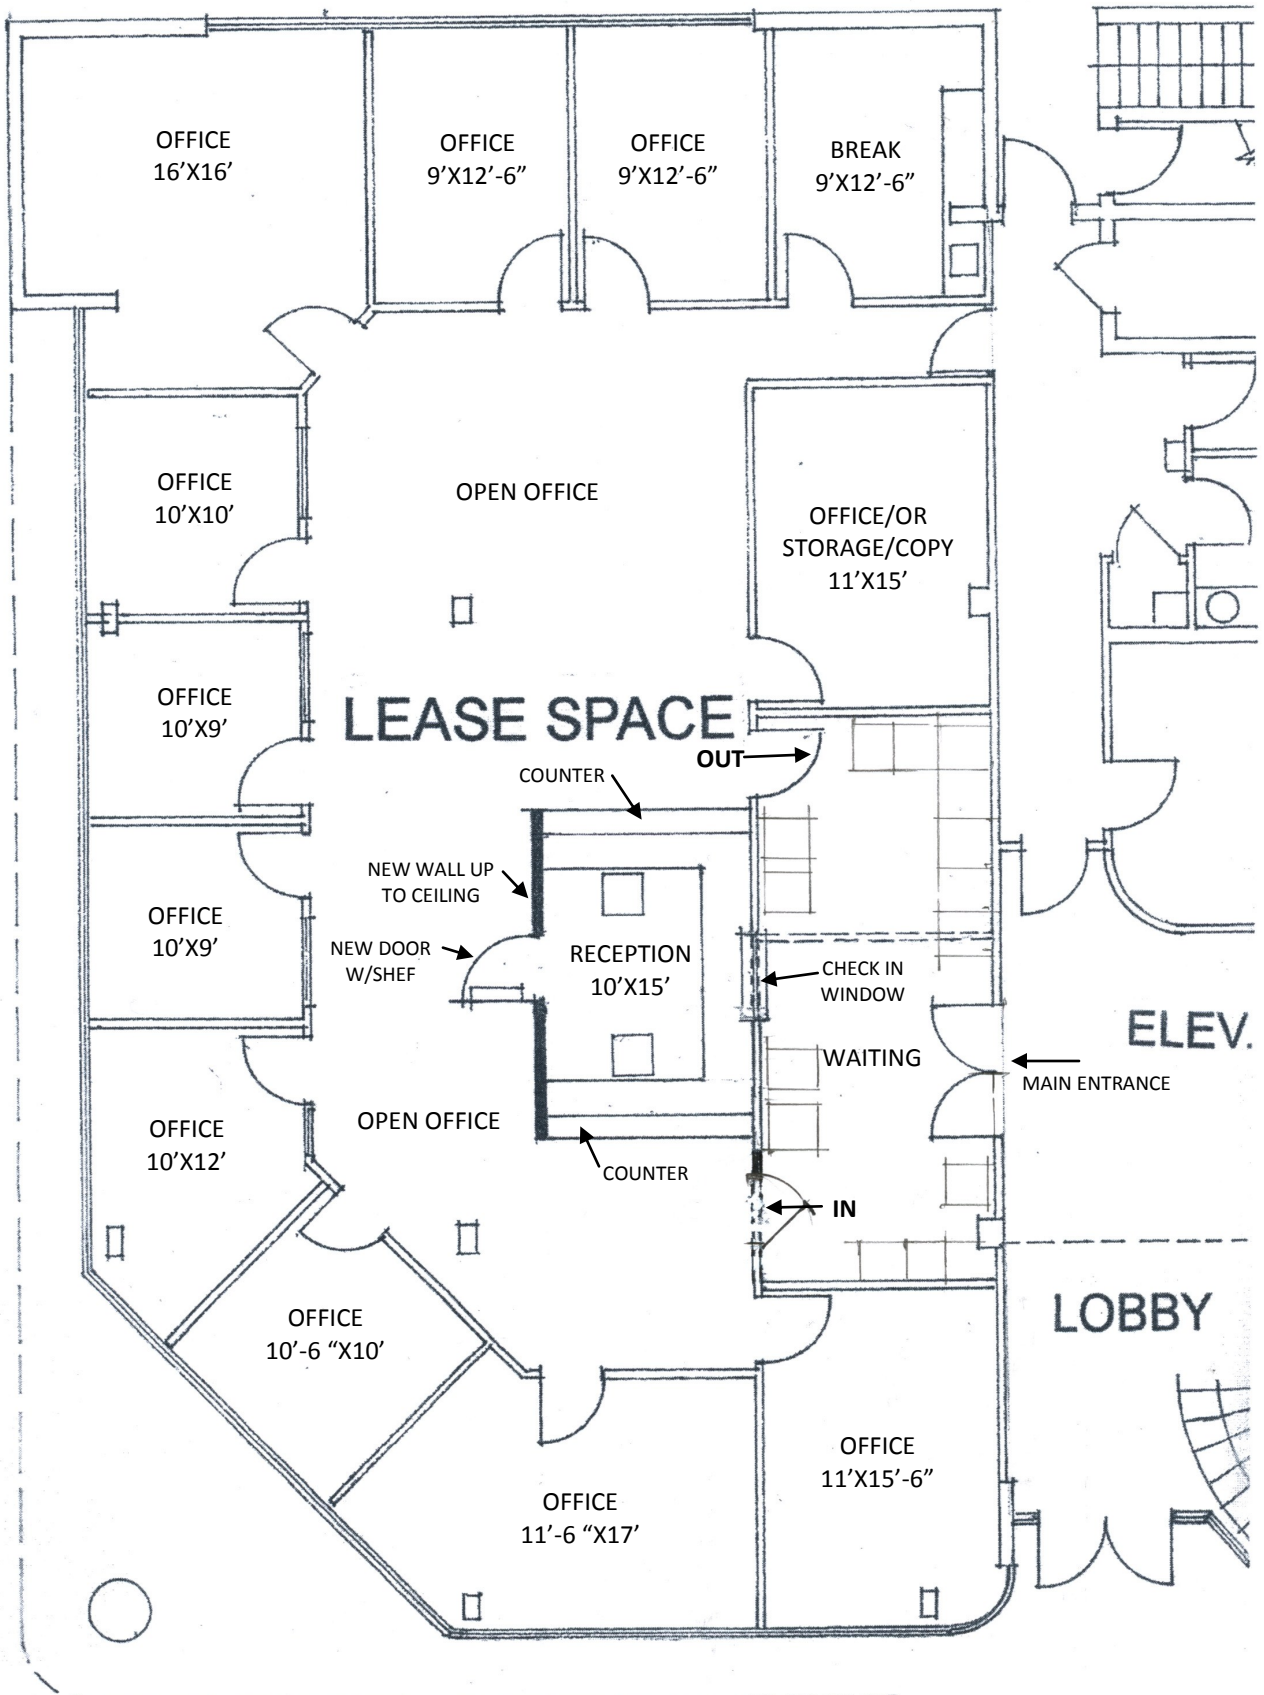 OFFICE
16’X16’
OFFICE
9’X12’-6”
OFFICE
9’X12’-6”
BREAK
9’X12’-6”
OFFICE
10’X10’
OPEN OFFICE
OFFICE/OR
STORAGE/COPY
11’X15’
OFFICE
10’X9’
LEASE SPACE
OUT
COUNTER
NEW WALL UP
TO CEILING
OFFICE
10’X9’
NEW DOOR
W/SHEF
RECEPTION
10’X15’
CHECK IN
WINDOW
ELEV.
WAITING
MAIN ENTRANCE
OPEN OFFICE
OFFICE
10’X12’
COUNTER
IN
LOBBY
OFFICE
10’-6 “X10’
OFFICE
11’X15’-6”
OFFICE
11’-6 “X17’